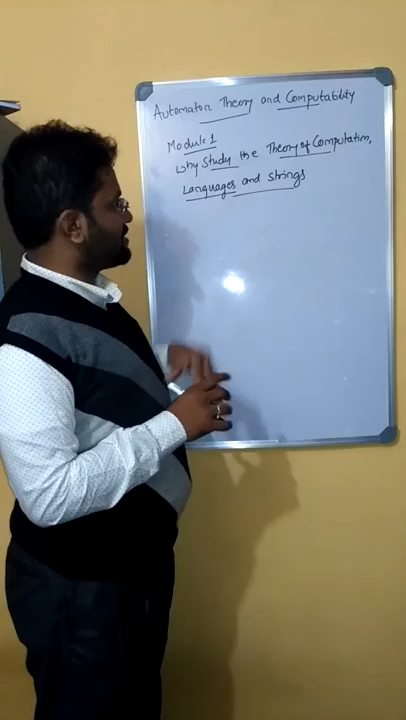 Automaton Theory and Computability
Module 1
Why Study the Theory of Computation,
Languages and Strings